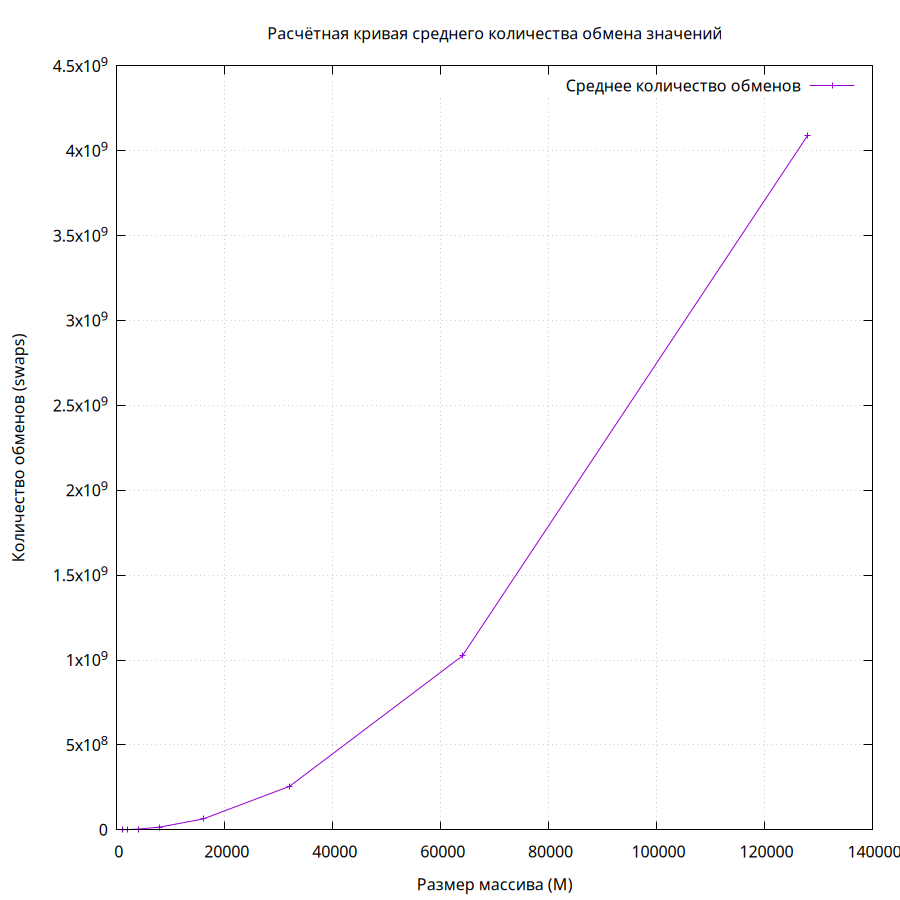 Расчётная кривая среднего количества обмена значений
Среднее количество обменов
4.5x10⁹
4x10⁹
3.5x10⁹
3x10⁹
2.5x10⁹
2x10⁹
1.5x10⁹
1x10⁹
5x10⁸
0
Количество обменов (swaps)
0 20000 40000 60000 80000 100000 120000 140000
Размер массива (M)